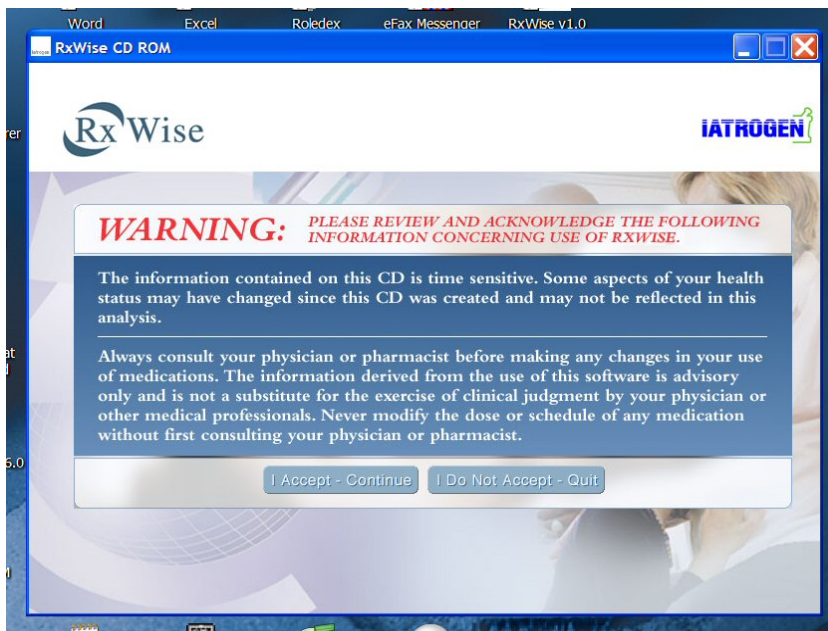 Word Excel Roledex eFax Messenger RxWise v1.0
RxWise CD ROM
rer
RxWise
IATROGEN
WARNING: PLEASE REVIEW AND ACKNOWLEDGE THE FOLLOWING
INFORMATION CONCERNING USE OF RXWISE.
The information contained on this CD is time sensitive. Some aspects of your health
status may have changed since this CD was created and may not be reflected in this
analysis.
Always consult your physician or pharmacist before making any changes in your use
of medications. The information derived from the use of this software is advisory
only and is not a substitute for the exercise of clinical judgment by your physician or
other medical professionals. Never modify the dose or schedule of any medication
without first consulting your physician or pharmacist.
at
6.0
I Accept - Continue I Do Not Accept - Quit